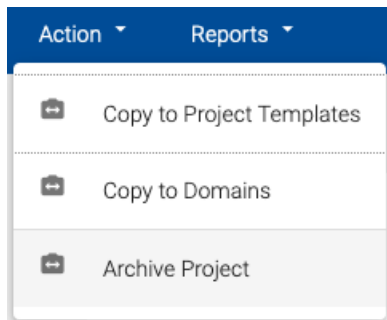 Action Reports
Copy to Project Templates
Copy to Domains
Archive Project